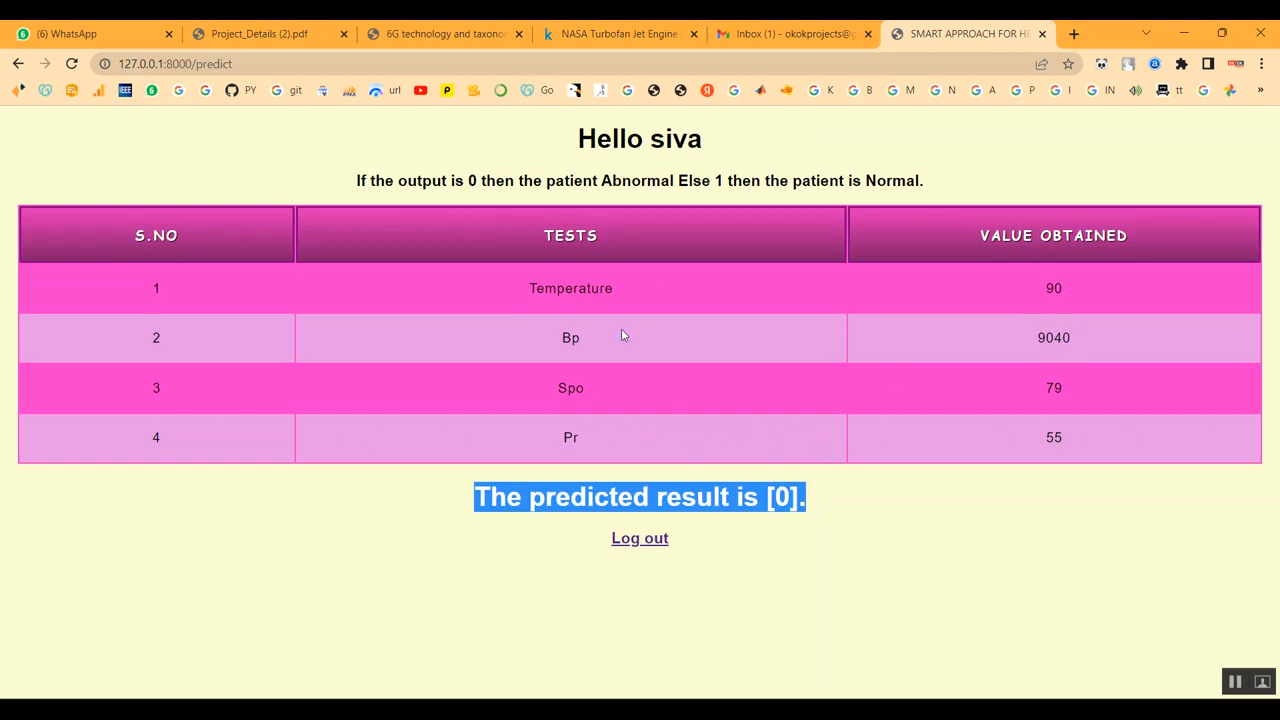 (6) WhatsApp
Project_Details (2).pdf
6G technology and taxonom
NASA Turbofan Jet Engine
Inbox (1) - okokprojects@g
SMART APPROACH FOR HE
127.0.0.1:8000/predict
PY
git
url
Go
K
B
M
N
A
P
I
IN
tt
»
Hello siva
If the output is 0 then the patient Abnormal Else 1 then the patient is Normal.
S.NO TESTS VALUE OBTAINED
1 Temperature 90
2 Bp 9040
3 Spo 79
4 Pr 55
The predicted result is [0].
Log out